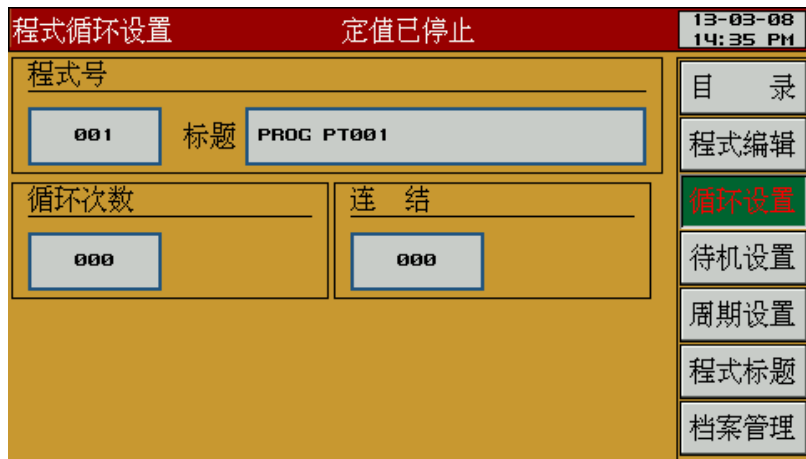 程式循环设置 定值已停止 13-03-08
14:35 PM
程式号
001 标题 PROG PT001
循环次数 连 结
000 000
目 录
程式编辑
循环设置
待机设置
周期设置
程式标题
档案管理